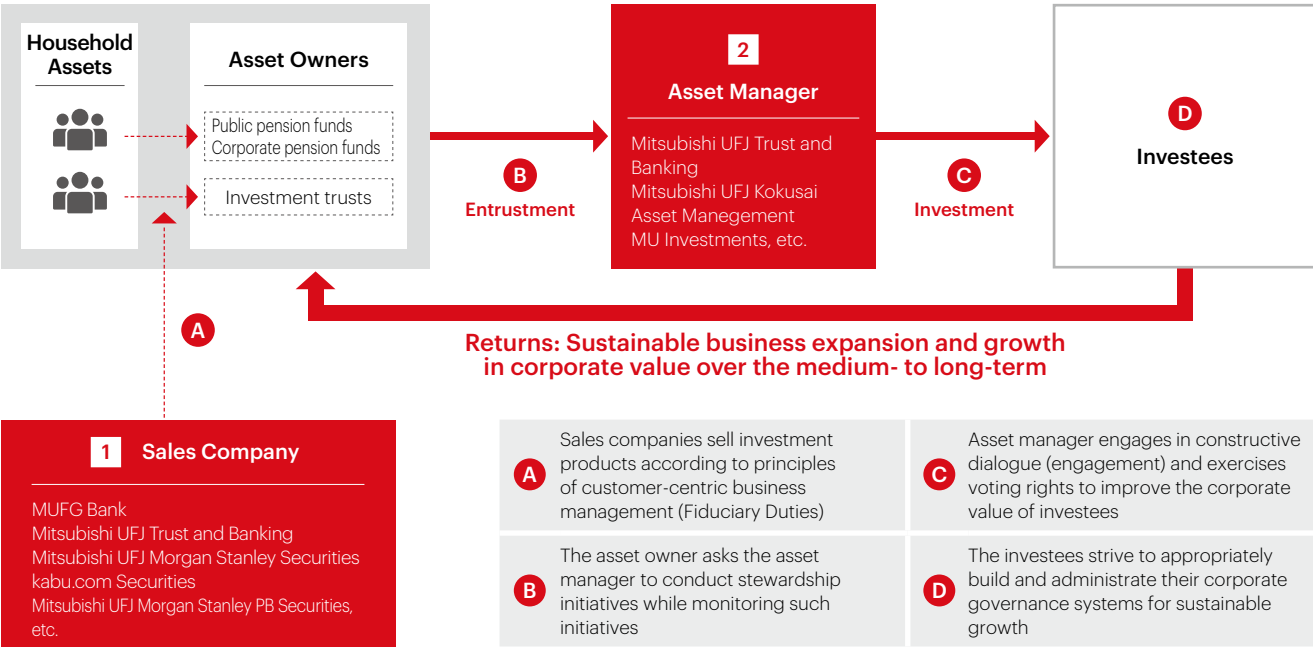 Household
Assets
Asset Owners
Public pension funds
Corporate pension funds
Investment trusts
B
Entrustment
2
Asset Manager
Mitsubishi UFJ Trust and
Banking
Mitsubishi UFJ Kokusai
Asset Manegement
MU Investments, etc.
C
Investment
D
Investees
A
Returns: Sustainable business expansion and growth
in corporate value over the medium- to long-term
1 Sales Company
MUFG Bank
Mitsubishi UFJ Trust and Banking
Mitsubishi UFJ Morgan Stanley Securities
kabu.com Securities
Mitsubishi UFJ Morgan Stanley PB Securities,
etc.
A
Sales companies sell investment
products according to principles
of customer-centric business
management (Fiduciary Duties)
B
The asset owner asks the asset
manager to conduct stewardship
initiatives while monitoring such
initiatives
C
Asset manager engages in constructive
dialogue (engagement) and exercises
voting rights to improve the corporate
value of investees
D
The investees strive to appropriately
build and administrate their corporate
governance systems for sustainable
growth